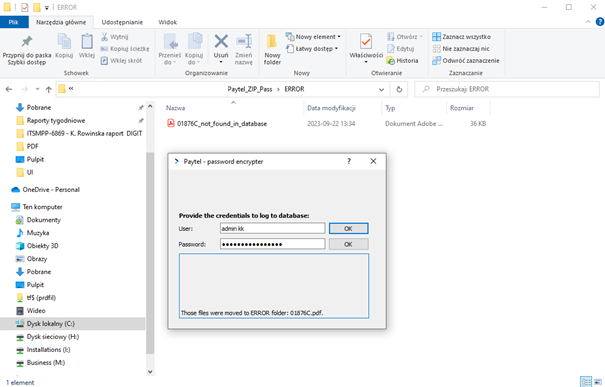 ERROR
Plik Narzędzia główne Udostępnianie Widok
Przypnij do paska Szybki dostęp
Kopiuj
Wklej
Wytnij
Kopiuj ścieżkę
Wklej skrót
Schowek
Przenieś do
Kopiuj do
Usuń
Zmień nazwę
Organizowanie
Nowy folder
Nowy element
Łatwy dostęp
Nowy
Właściwości
Otwórz
Edytuj
Historia
Otwieranie
Zaznacz wszystko
Nie zaznaczaj nic
Odwróć zaznaczenie
Zaznaczanie
« Paytel_ZIP_Pass › ERROR
Przeszukaj: ERROR
Nazwa Data modyfikacji Typ Rozmiar
01876C_not_found_in_database 2023-09-22 13:34 Dokument Adobe ... 36 KB
Pobrane
Raporty tygodniowe
ITSMPP-6869 - K. Rowinska raport DIGIT
PDF
Pulpit
UI
OneDrive - Personal
Ten komputer
Dokumenty
Muzyka
Obiekty 3D
Obrazy
Pobrane
Pulpit
tfš (prdfil)
Wideo
Dysk lokalny (C:)
Dysk sieciowy (H:)
Installations (I:)
Business (M:)
Paytel - password encrypter ?
Provide the credentials to log to database:
User: admin kk OK
Password: •••••••••••••••• OK
Those files were moved to ERROR folder: 01876C.pdf.
1 element